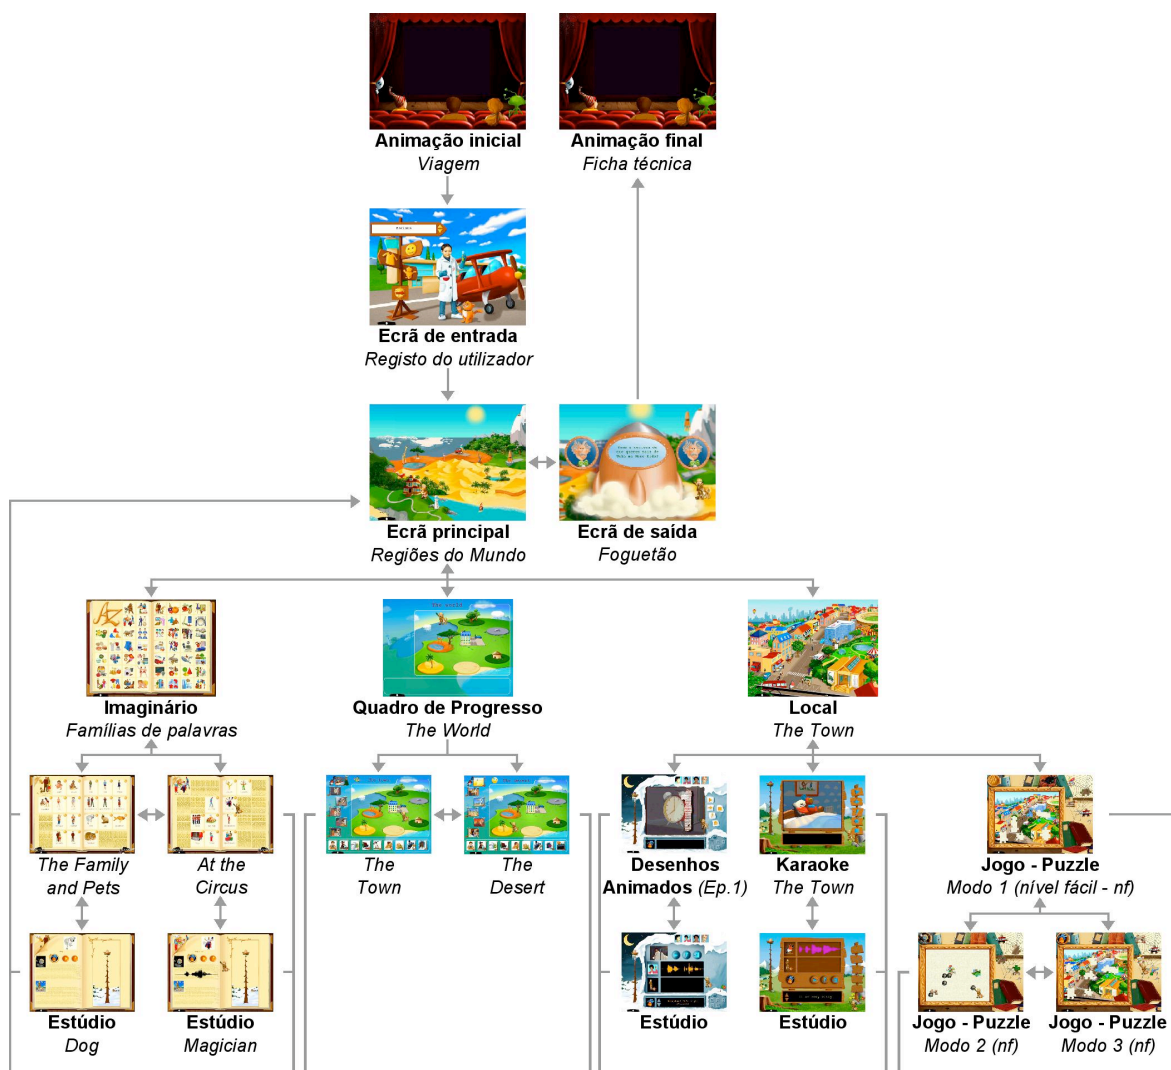 Animação inicial
Viagem
Animação final
Ficha técnica
Ecrã de entrada
Registo do utilizador
Ecrã principal
Regiões do Mundo
Ecrã de saída
Foguetão
The World
AZ
Imaginário
Famílias de palavras
Quadro de Progresso
The World
Local
The Town
The Family
and Pets
At the
Circus
The
Town
The
Desert
Desenhos
Animados (Ep.1)
Karaoke
The Town
Jogo - Puzzle
Modo 1 (nível fácil - nf)
Estúdio
Dog
Estúdio
Magician
Estúdio
Estúdio
Jogo - Puzzle
Modo 2 (nf)
Jogo - Puzzle
Modo 3 (nf)